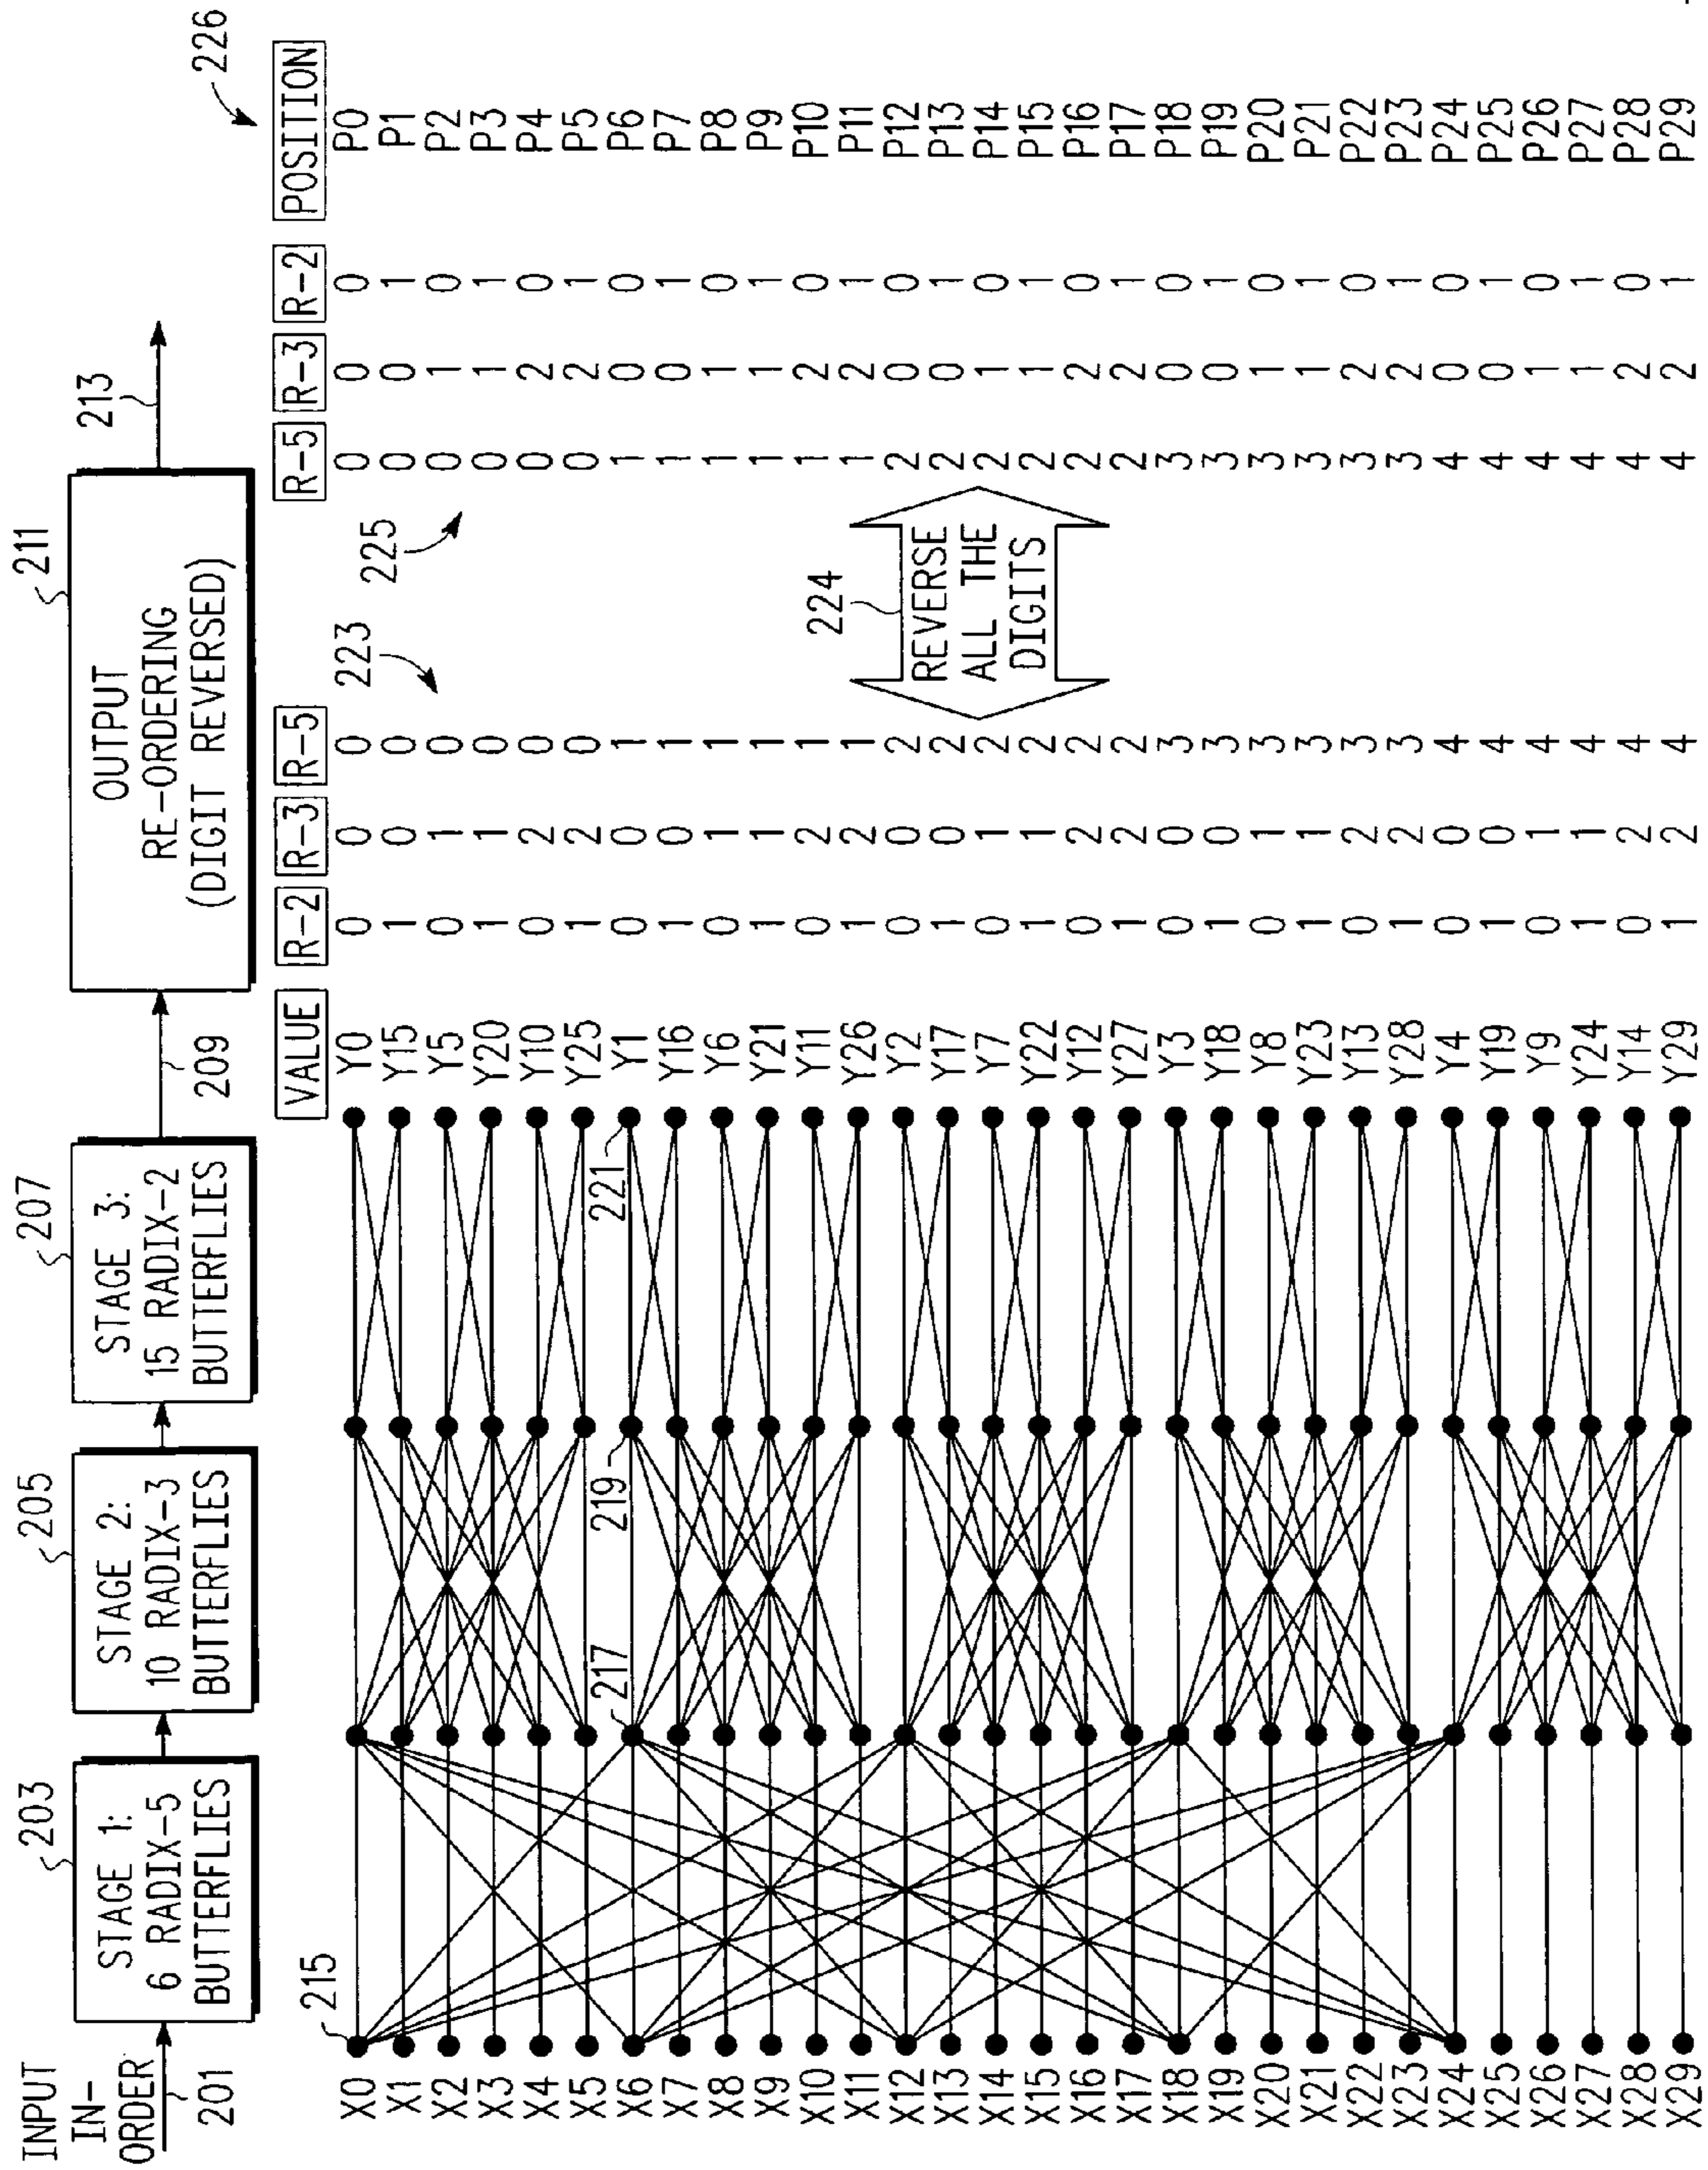 INPUT
IN-
ORDER
201
203
STAGE 1:
6 RADIX-5
BUTTERFLIES
205
STAGE 2:
10 RADIX-3
BUTTERFLIES
207
STAGE 3:
15 RADIX-2
BUTTERFLIES
209
211
OUTPUT
RE-ORDERING
(DIGIT REVERSED)
213
215
217
219
221
223
225
226
224
REVERSE
ALL THE
DIGITS
VALUE R-2 R-3 R-5 R-5 R-3 R-2 POSITION
X0 Y0 0 0 0 0 0 0 P0
X1 Y15 1 0 0 0 0 1 P1
X2 Y5 0 1 0 0 1 0 P2
X3 Y20 1 1 0 0 1 1 P3
X4 Y10 0 2 0 0 2 0 P4
X5 Y25 1 2 0 0 2 1 P5
X6 Y1 0 0 1 1 0 0 P6
X7 Y16 1 0 1 1 0 1 P7
X8 Y6 0 1 1 1 1 0 P8
X9 Y21 1 1 1 1 1 1 P9
X10 Y11 0 2 1 1 2 0 P10
X11 Y26 1 2 1 1 2 1 P11
X12 Y2 0 0 2 2 0 0 P12
X13 Y17 1 0 2 2 0 1 P13
X14 Y7 0 1 2 2 1 0 P14
X15 Y22 1 1 2 2 1 1 P15
X16 Y12 0 2 2 2 2 0 P16
X17 Y27 1 2 2 2 2 1 P17
X18 Y3 0 0 3 3 0 0 P18
X19 Y18 1 0 3 3 0 1 P19
X20 Y8 0 1 3 3 1 0 P20
X21 Y23 1 1 3 3 1 1 P21
X22 Y13 0 2 3 3 2 0 P22
X23 Y28 1 2 3 3 2 1 P23
X24 Y4 0 0 4 4 0 0 P24
X25 Y19 1 0 4 4 0 1 P25
X26 Y9 0 1 4 4 1 0 P26
X27 Y24 1 1 4 4 1 1 P27
X28 Y14 0 2 4 4 2 0 P28
X29 Y29 1 2 4 4 2 1 P29